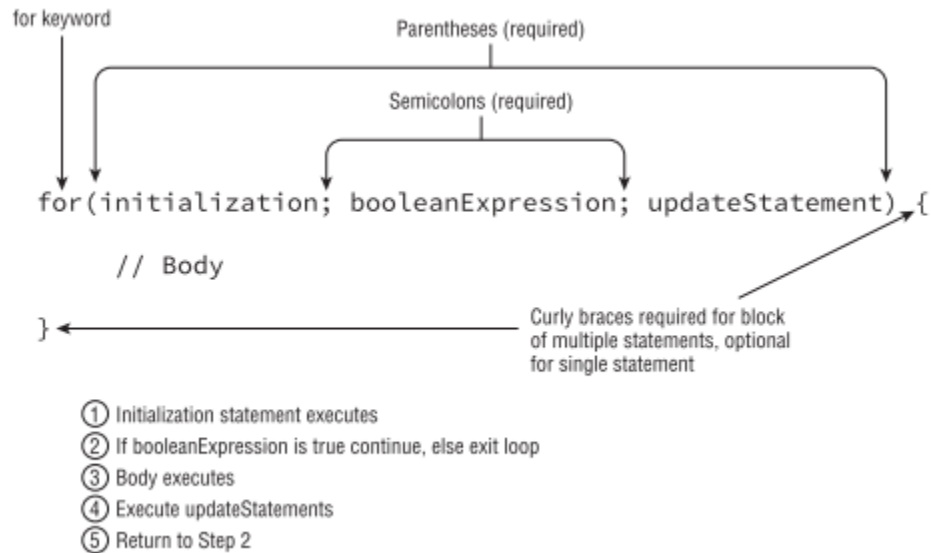 for keyword
Parentheses (required)
Semicolons (required)
for(initialization; booleanExpression; updateStatement) {
// Body
}
Curly braces required for block
of multiple statements, optional
for single statement
① Initialization statement executes
② If booleanExpression is true continue, else exit loop
③ Body executes
④ Execute updateStatements
⑤ Return to Step 2